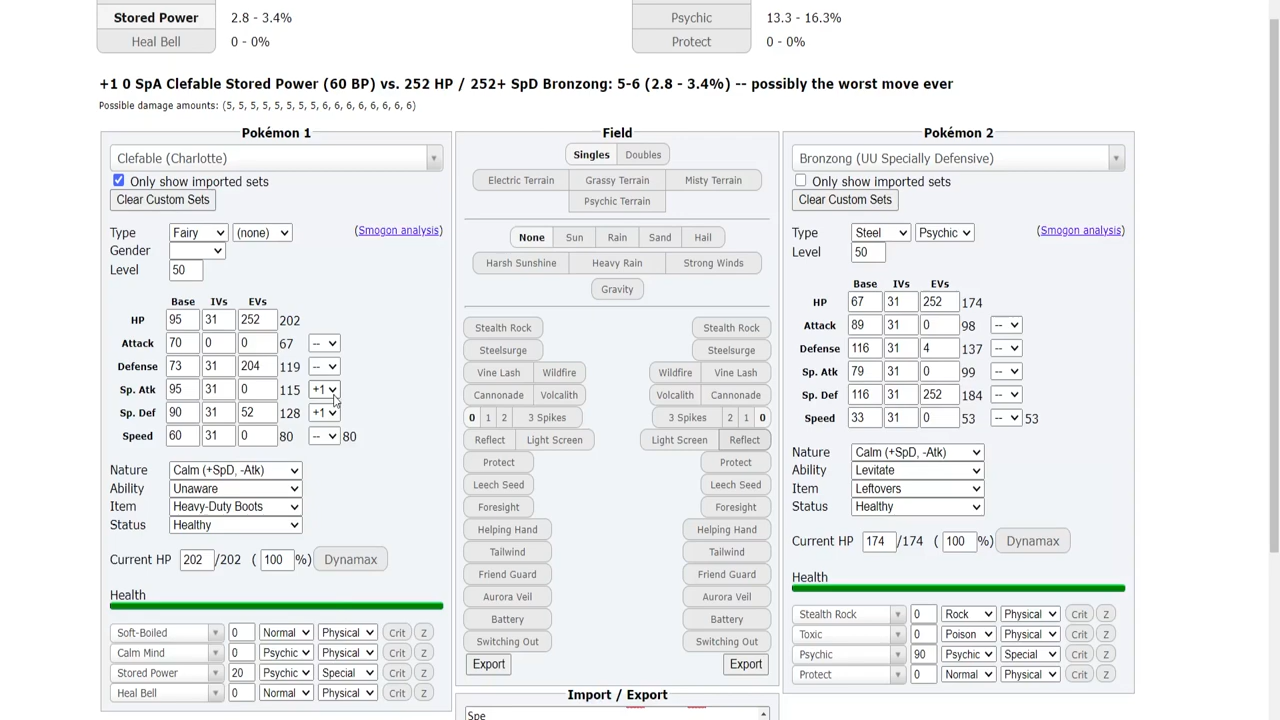 Stored Power 2.8 - 3.4%
Psychic 13.3 - 16.3%
Heal Bell 0 - 0%
Protect 0 - 0%
+1 0 SpA Clefable Stored Power (60 BP) vs. 252 HP / 252+ SpD Bronzong: 5-6 (2.8 - 3.4%) -- possibly the worst move ever
Possible damage amounts: (5, 5, 5, 5, 5, 5, 5, 5, 6, 6, 6, 6, 6, 6, 6, 6)
Pokémon 1
Clefable (Charlotte)
Only show imported sets
Clear Custom Sets
Type Fairy (none) (Smogon analysis)
Gender
Level 50
Base IVs EVs
HP 95 31 252 202
Attack 70 0 0 67 --
Defense 73 31 204 119 --
Sp. Atk 95 31 0 115 +1
Sp. Def 90 31 52 128 +1
Speed 60 31 0 80 -- 80
Nature Calm (+SpD, -Atk)
Ability Unaware
Item Heavy-Duty Boots
Status Healthy
Current HP 202 /202 ( 100 %) Dynamax
Health
Soft-Boiled 0 Normal Physical Crit Z
Calm Mind 0 Psychic Physical Crit Z
Stored Power 20 Psychic Special Crit Z
Heal Bell 0 Normal Physical Crit Z
Field
Singles Doubles
Electric Terrain Grassy Terrain Misty Terrain
Psychic Terrain
None Sun Rain Sand Hail
Harsh Sunshine Heavy Rain Strong Winds
Gravity
Stealth Rock Stealth Rock
Steelsurge Steelsurge
Vine Lash Wildfire Wildfire Vine Lash
Cannonade Volcalith Volcalith Cannonade
0 1 2 3 Spikes 3 Spikes 2 1 0
Reflect Light Screen Light Screen Reflect
Protect Protect
Leech Seed Leech Seed
Foresight Foresight
Helping Hand Helping Hand
Tailwind Tailwind
Friend Guard Friend Guard
Aurora Veil Aurora Veil
Battery Battery
Switching Out Switching Out
Export Export
Import / Export
Spe
Pokémon 2
Bronzong (UU Specially Defensive)
Only show imported sets
Clear Custom Sets
Type Steel Psychic (Smogon analysis)
Level 50
Base IVs EVs
HP 67 31 252 174
Attack 89 31 0 98 --
Defense 116 31 4 137 --
Sp. Atk 79 31 0 99 --
Sp. Def 116 31 252 184 --
Speed 33 31 0 53 -- 53
Nature Calm (+SpD, -Atk)
Ability Levitate
Item Leftovers
Status Healthy
Current HP 174 /174 ( 100 %) Dynamax
Health
Stealth Rock 0 Rock Physical Crit Z
Toxic 0 Poison Physical Crit Z
Psychic 90 Psychic Special Crit Z
Protect 0 Normal Physical Crit Z